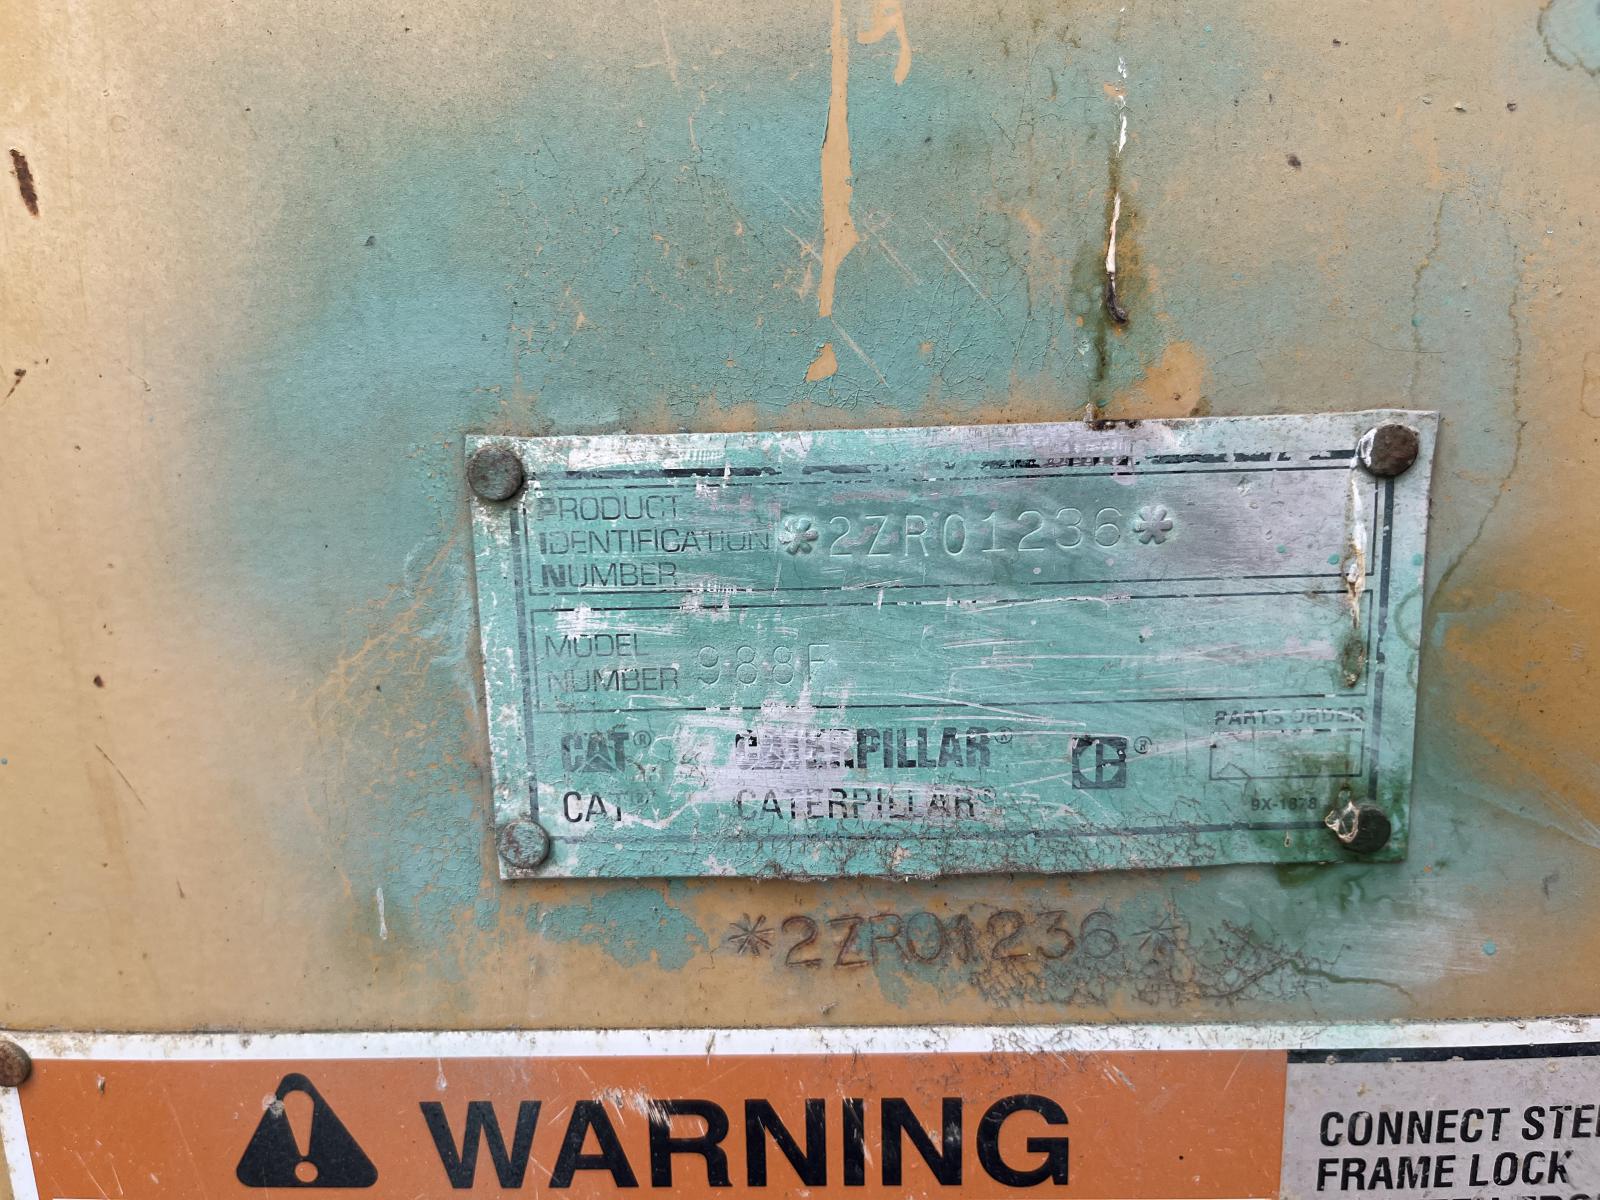 PRODUCT
IDENTIFICATION
NUMBER
*2ZR01236*
MODEL
NUMBER
988F
CAT® CATERPILLAR® ®
PARTS ORDER
CAT® CATERPILLAR®
9X-1878
*2ZR01236*
WARNING
CONNECT STE
FRAME LOCK